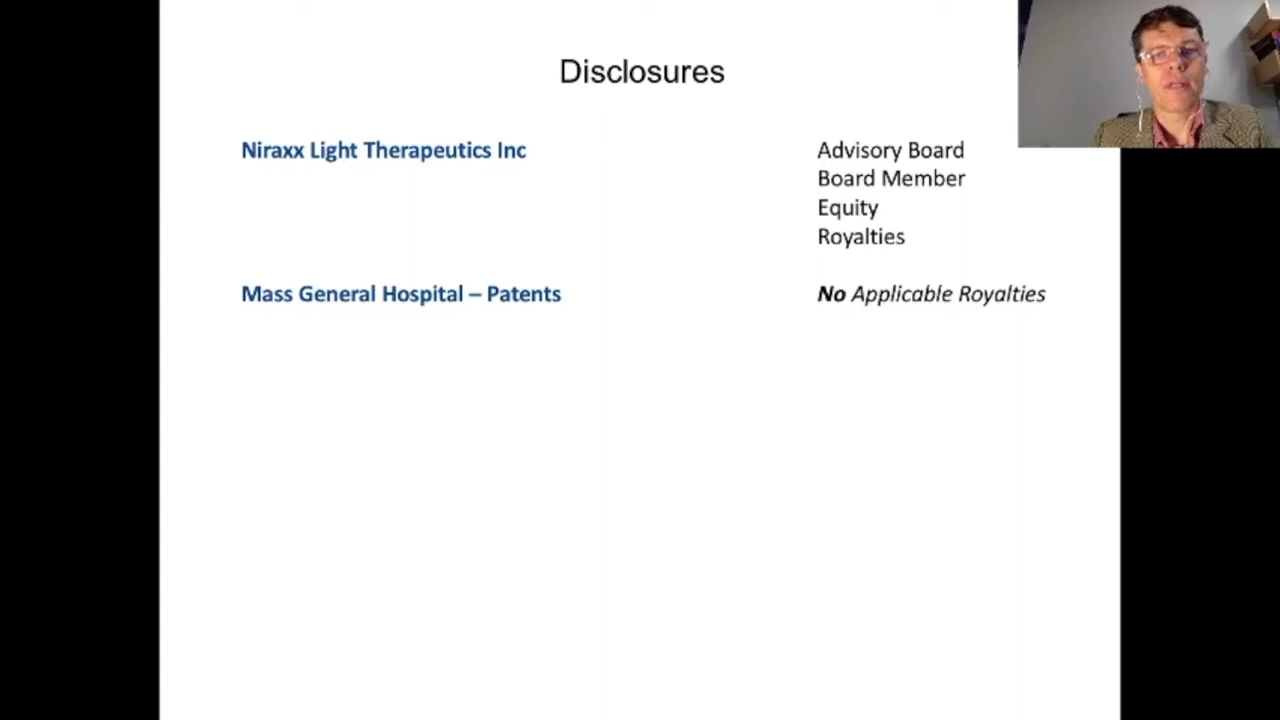 Disclosures
Niraxx Light Therapeutics Inc
Advisory Board
Board Member
Equity
Royalties
Mass General Hospital – Patents
No Applicable Royalties